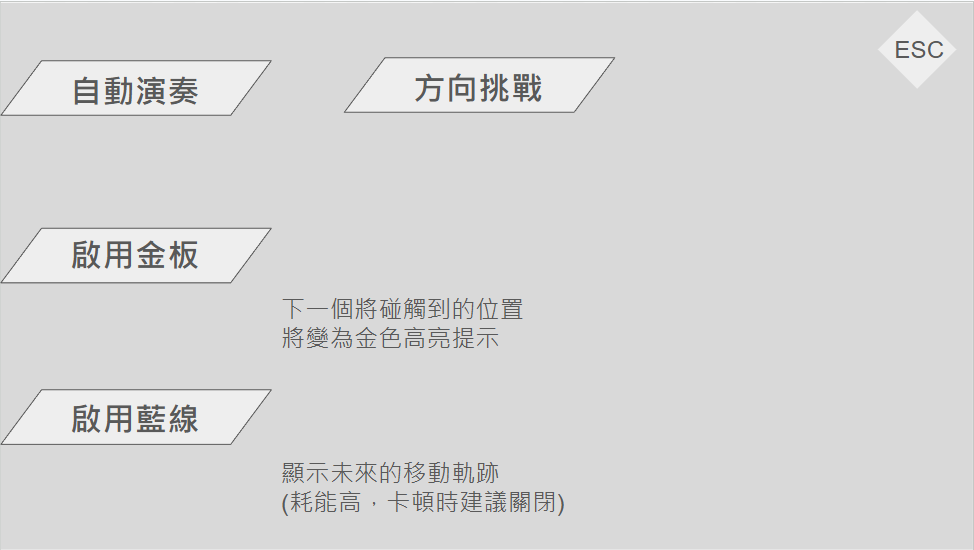 ESC
自動演奏
方向挑戰
啟用金板
下一個將碰觸到的位置
將變為金色高亮提示
啟用藍線
顯示未來的移動軌跡
(耗能高，卡頓時建議關閉)